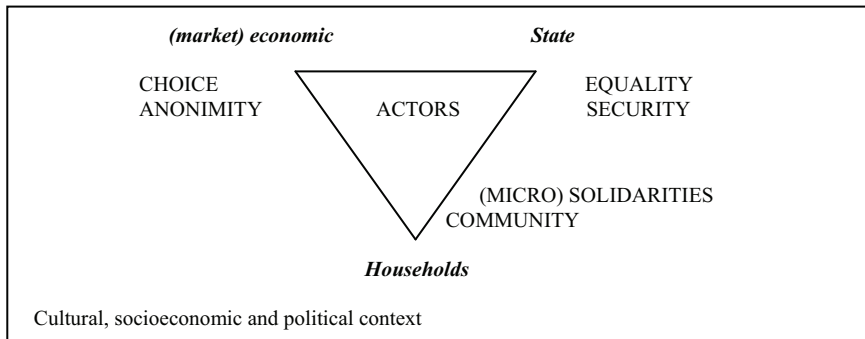 (market) economic State
CHOICE EQUALITY
ANONIMITY ACTORS SECURITY
(MICRO) SOLIDARITIES
COMMUNITY
Households
Cultural, socioeconomic and political context